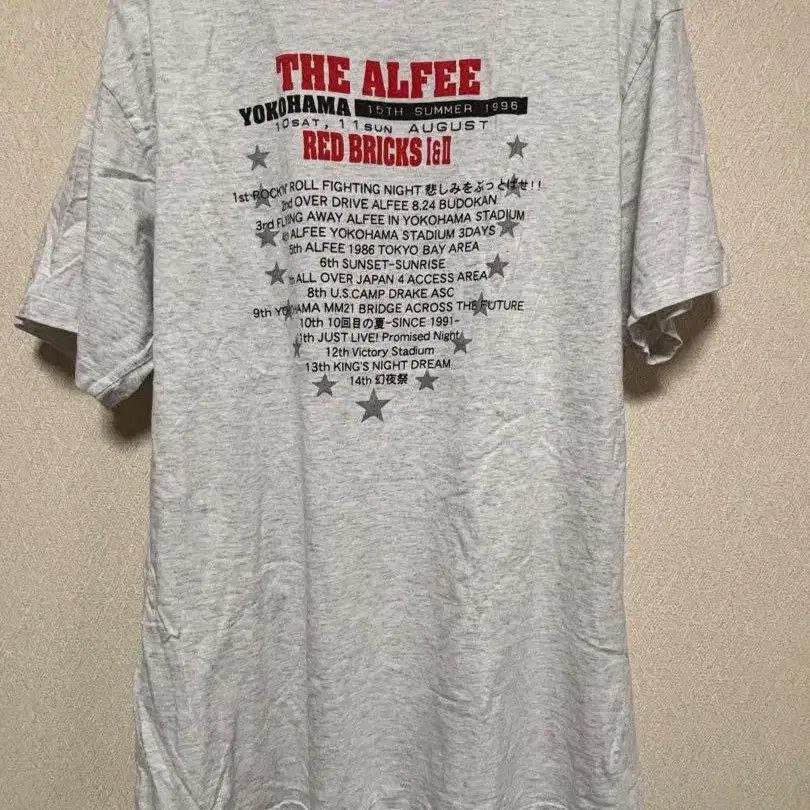 THE ALFEE
YOKOHAMA 15TH SUMMER 1996
10SAT, 11SUN AUGUST
RED BRICKS I&II
1st ROCK'N ROLL FIGHTING NIGHT 悲しみをぶっとばせ!!
2nd OVER DRIVE ALFEE 8.24 BUDOKAN
3rd FLYING AWAY ALFEE IN YOKOHAMA STADIUM
4th ALFEE YOKOHAMA STADIUM 3DAYS
5th ALFEE 1986 TOKYO BAY AREA
6th SUNSET-SUNRISE
ALL OVER JAPAN 4 ACCESS AREA
8th U.S.CAMP DRAKE ASC
9th YOKOHAMA MM21 BRIDGE ACROSS THE FUTURE
10th 10回目の夏-SINCE 1991-
11th JUST LIVE! Promised Night
12th Victory Stadium
13th KING'S NIGHT DREAM
14th 幻夜祭